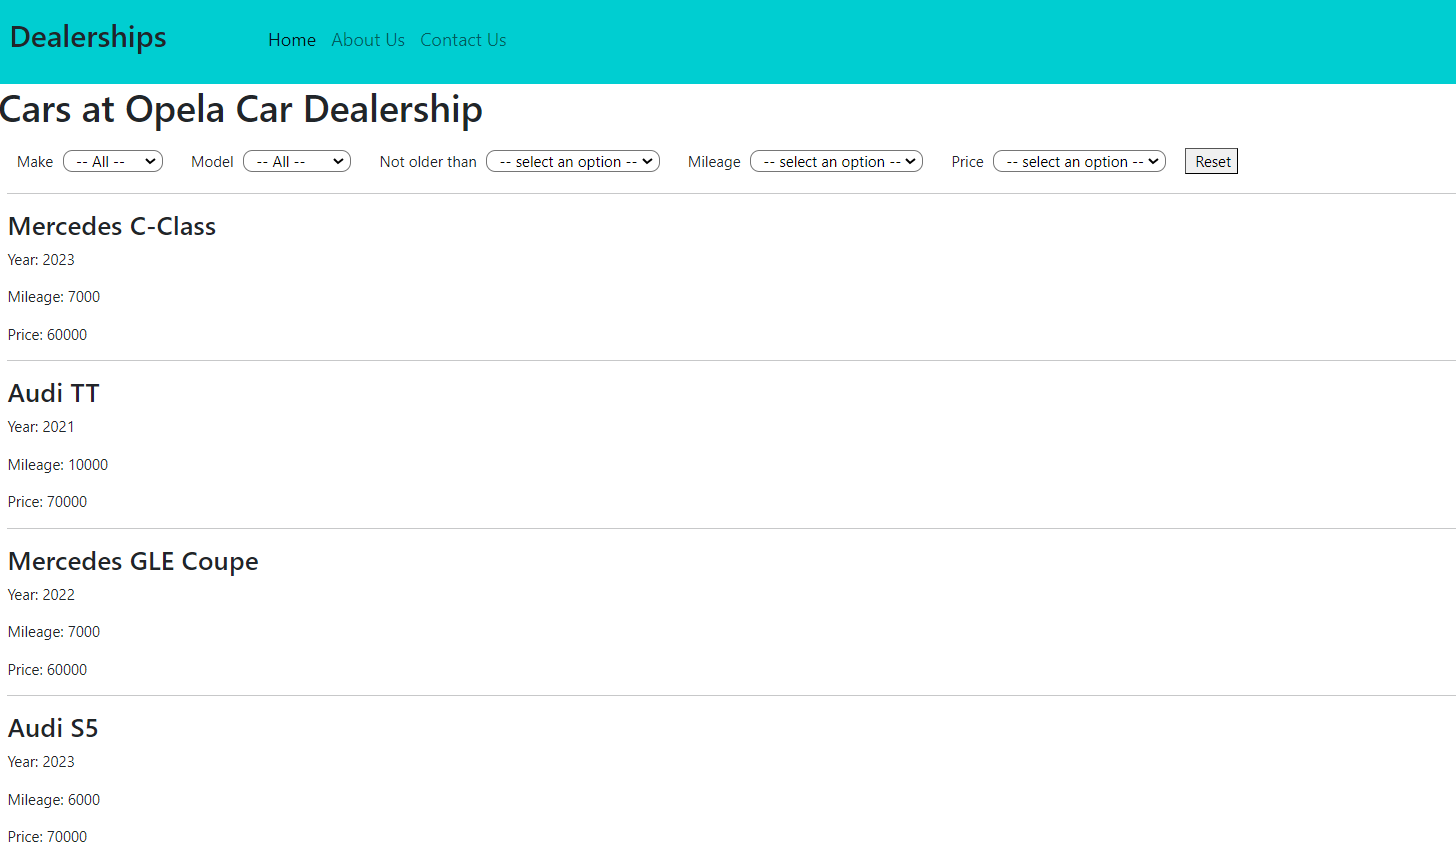 Dealerships Home About Us Contact Us
Cars at Opela Car Dealership
Make -- All -- Model -- All -- Not older than -- select an option -- Mileage -- select an option -- Price -- select an option -- Reset
Mercedes C-Class
Year: 2023
Mileage: 7000
Price: 60000
Audi TT
Year: 2021
Mileage: 10000
Price: 70000
Mercedes GLE Coupe
Year: 2022
Mileage: 7000
Price: 60000
Audi S5
Year: 2023
Mileage: 6000
Price: 70000